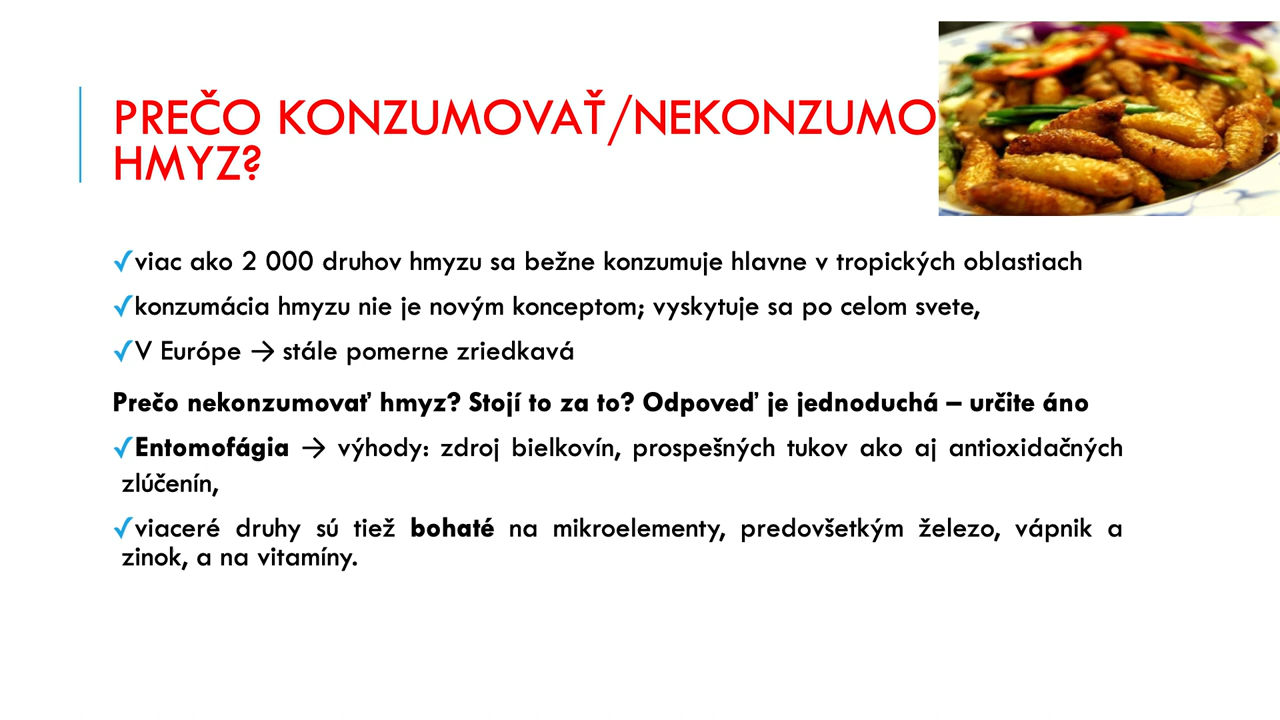 PREČO KONZUMOVAŤ/NEKONZUMO
HMYZ?
✓viac ako 2 000 druhov hmyzu sa bežne konzumuje hlavne v tropických oblastiach
✓konzumácia hmyzu nie je novým konceptom; vyskytuje sa po celom svete,
✓V Európe → stále pomerne zriedkavá
Prečo nekonzumovať hmyz? Stojí to za to? Odpoveď je jednoduchá – určite áno
✓Entomofágia → výhody: zdroj bielkovín, prospešných tukov ako aj antioxidačných
zlúčenín,
✓viaceré druhy sú tiež bohaté na mikroelementy, predovšetkým železo, vápnik a
zinok, a na vitamíny.